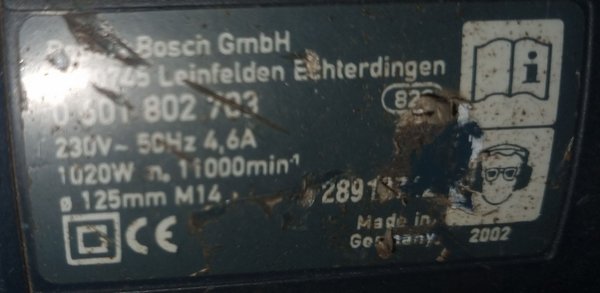 Bosch GmbH
Leinfelden Echterdingen
0 601 802 703
230V~ 50Hz 4,6A
1020W n. 11000min-1
ø 125mm M14
Made in
Germany.
2002
CE